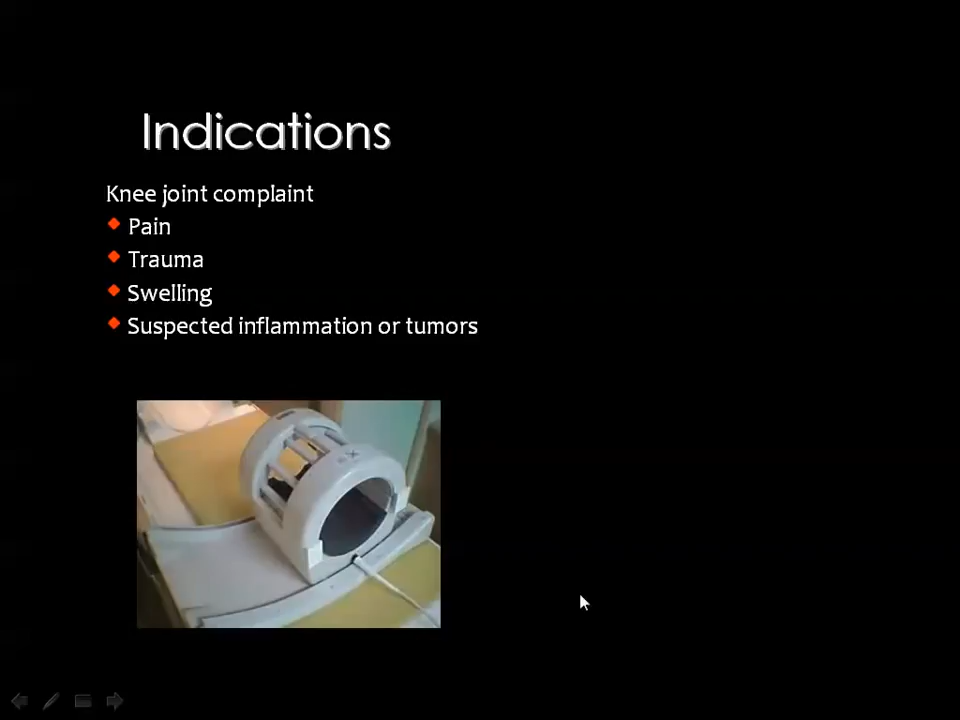 Indications
Knee joint complaint
Pain
Trauma
Swelling
Suspected inflammation or tumors